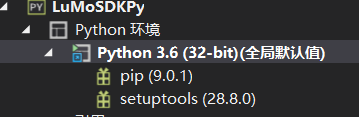 PY LuMoSDKPy
Python 环境
Python 3.6 (32-bit)(全局默认值)
pip (9.0.1)
setuptools (28.8.0)